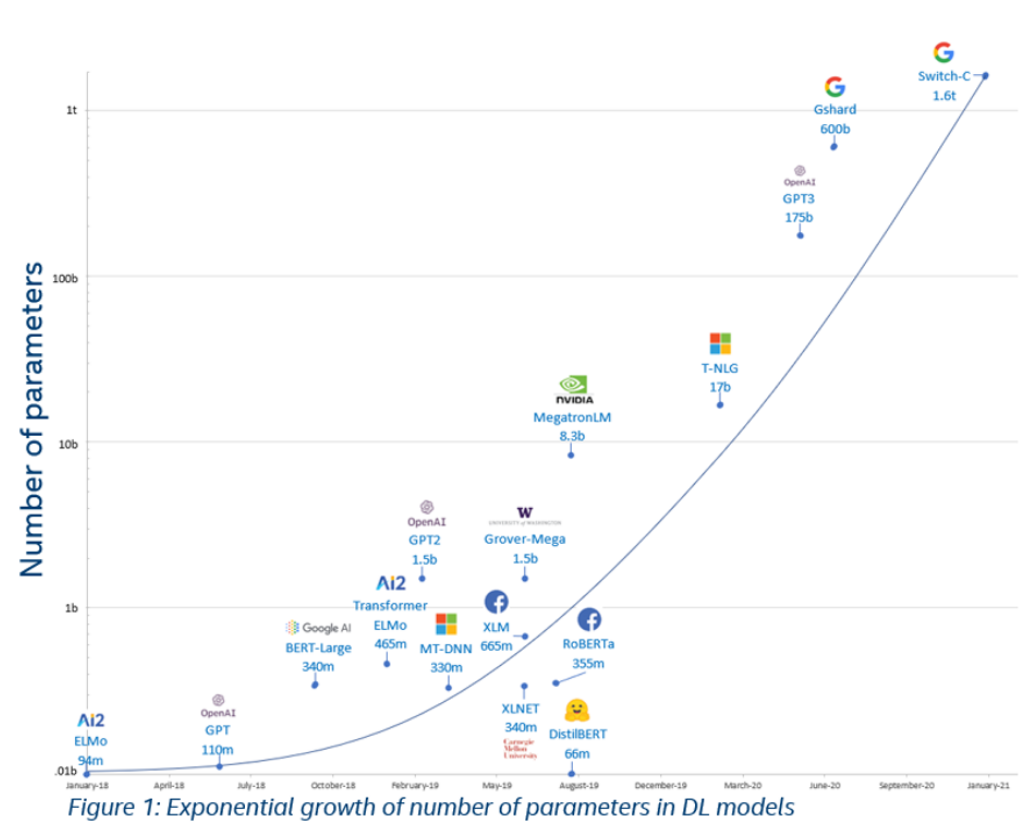 Switch-C
1.6t
Gshard
600b
1t
OpenAI
GPT3
175b
100b
T-NLG
17b
NVIDIA
MegatronLM
8.3b
10b
OpenAI
GPT2
1.5b
W
UNIVERSITY of WASHINGTON
Grover-Mega
1.5b
Ai2
Transformer
ELMo
465m
1b
Google AI
BERT-Large
340m
MT-DNN
330m
XLM
665m
RoBERTa
355m
OpenAI
GPT
110m
Ai2
ELMo
94m
XLNET
340m
Carnegie
Mellon
University
DistilBERT
66m
.01b
Number of parameters
January-18
April-18
July-18
October-18
February-19
May-19
August-19
December-19
March-20
June-20
September-20
January-21
Figure 1: Exponential growth of number of parameters in DL models